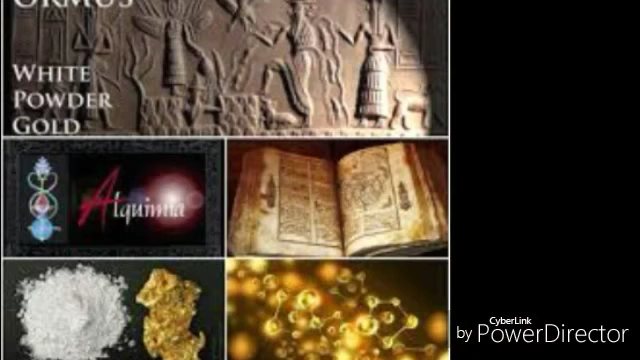 ORMUS
WHITE
POWDER
GOLD
Alquimia
CyberLink
by PowerDirector